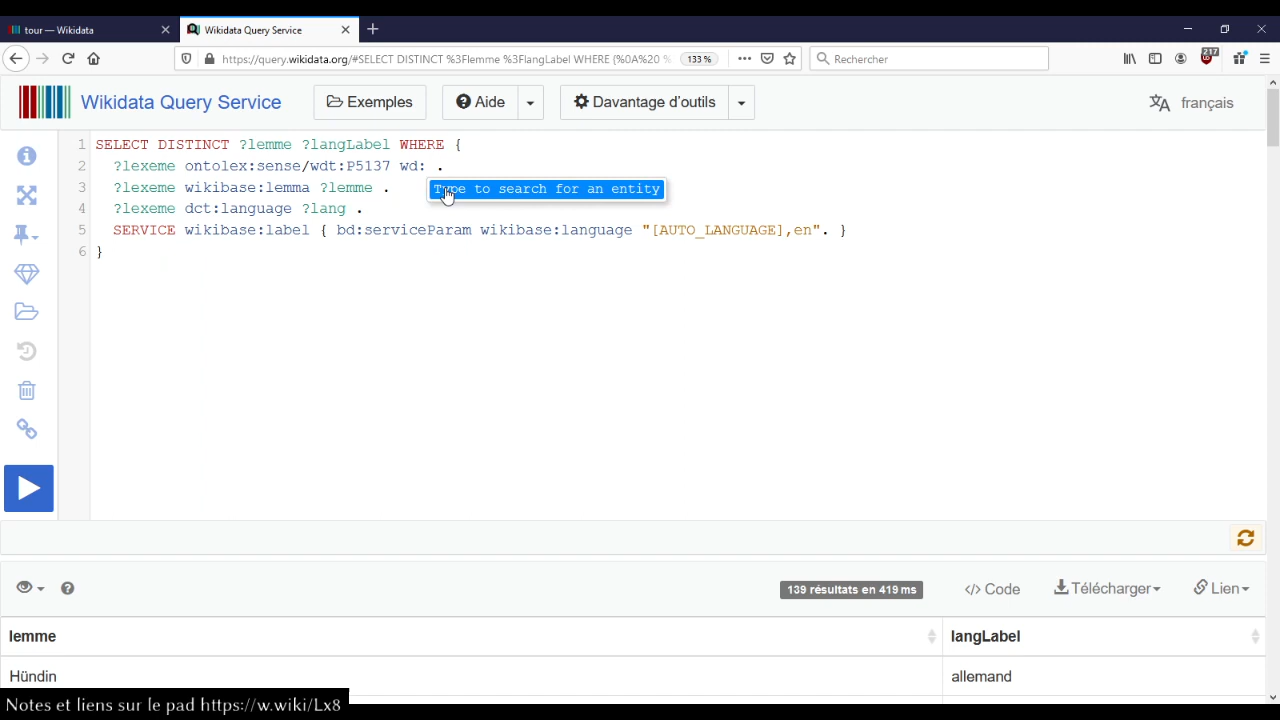 tour — Wikidata
Wikidata Query Service
https://query.wikidata.org/#SELECT DISTINCT %3Flemme %3FlangLabel WHERE {%0A%20 %
133 %
Rechercher
217
Wikidata Query Service
Exemples
Aide
Davantage d'outils
français
1 SELECT DISTINCT ?lemme ?langLabel WHERE {
2 ?lexeme ontolex:sense/wdt:P5137 wd: .
3 ?lexeme wikibase:lemma ?lemme .
Type to search for an entity
4 ?lexeme dct:language ?lang .
5 SERVICE wikibase:label { bd:serviceParam wikibase:language "[AUTO_LANGUAGE],en". }
6 }
139 résultats en 419 ms
</> Code
Télécharger
Lien
lemme
langLabel
Hündin
allemand
Notes et liens sur le pad https://w.wiki/Lx8